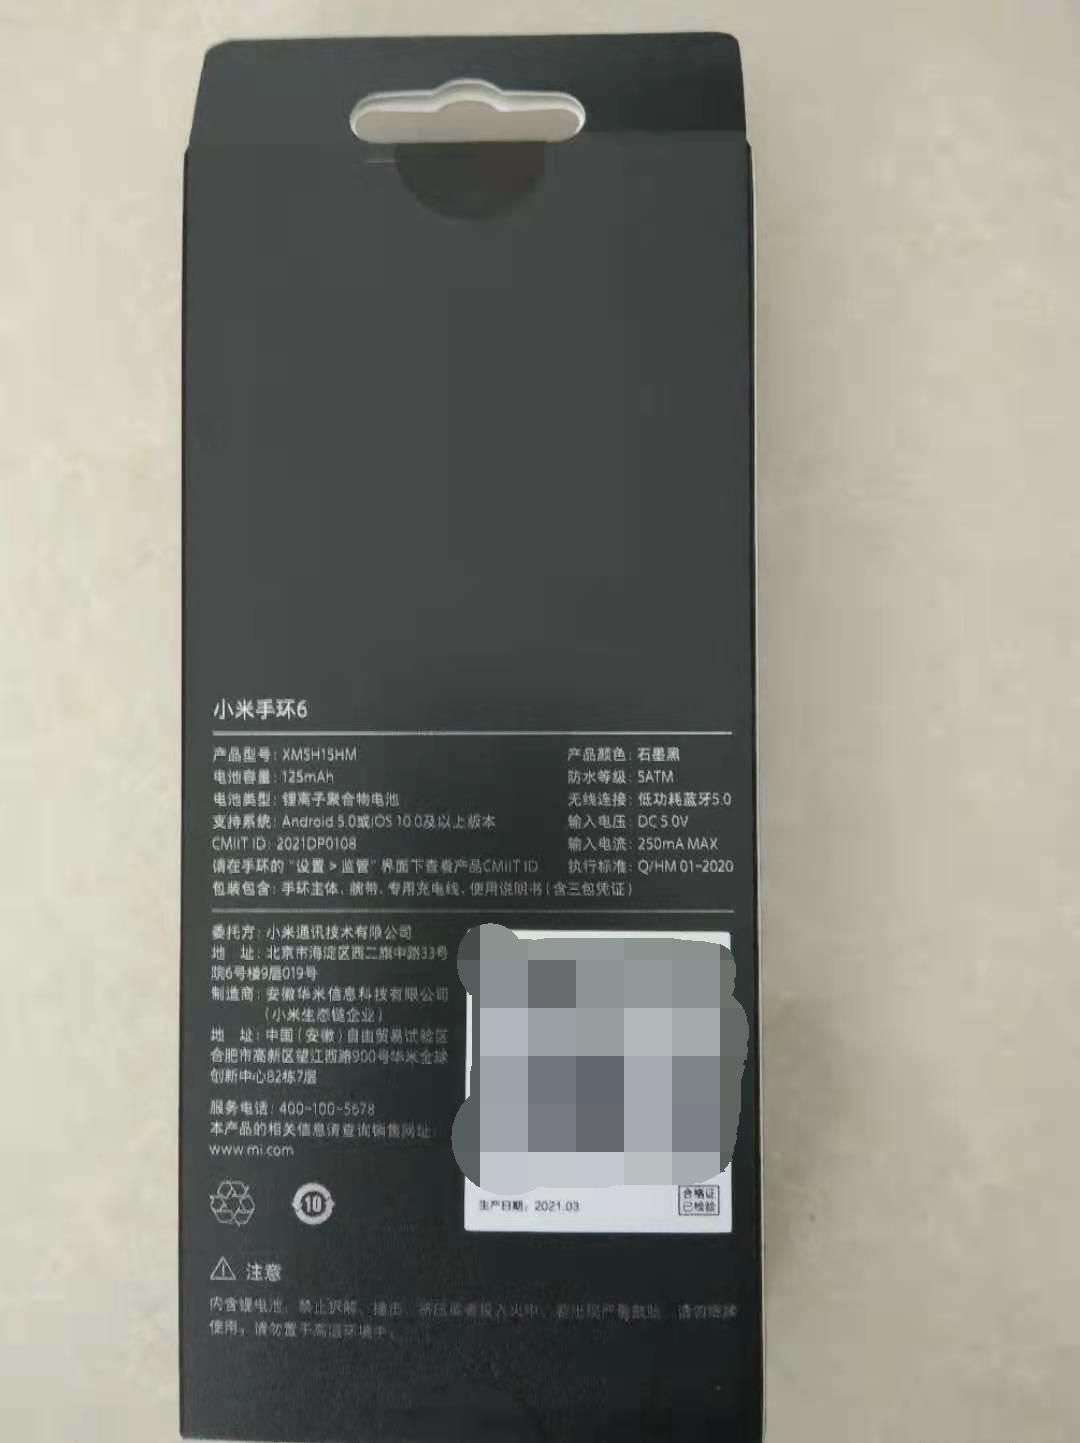 小米手环6
产品型号: XMSH15HM
产品颜色: 石墨黑
电池容量: 125mAh
防水等级: 5ATM
电池类型: 锂离子聚合物电池
无线连接: 低功耗蓝牙5.0
支持系统: Android 5.0或iOS 10.0及以上版本
输入电压: DC 5.0V
CMIIT ID: 2021DP0108
输入电流: 250mA MAX
请在手环的“设置 > 监管”界面下查看产品CMIIT ID
执行标准: Q/HM 01-2020
包装包含: 手环主体、腕带、专用充电线、使用说明书(含三包凭证)
委托方: 小米通讯技术有限公司
地 址: 北京市海淀区西二旗中路33号
院6号楼9层019号
制造商: 安徽华米信息科技有限公司
(小米生态链企业)
地 址: 中国(安徽)自由贸易试验区
合肥市高新区望江西路900号华米全球
创新中心B2栋7层
服务电话: 400-100-5678
本产品的相关信息请查询销售网址:
www.mi.com
10
生产日期: 2021.03
合格证
已检验
注意
内含锂电池, 禁止拆解、撞击、挤压或者投入火中, 若出现严重鼓胀, 请勿继续
使用, 请勿置于高温环境中。